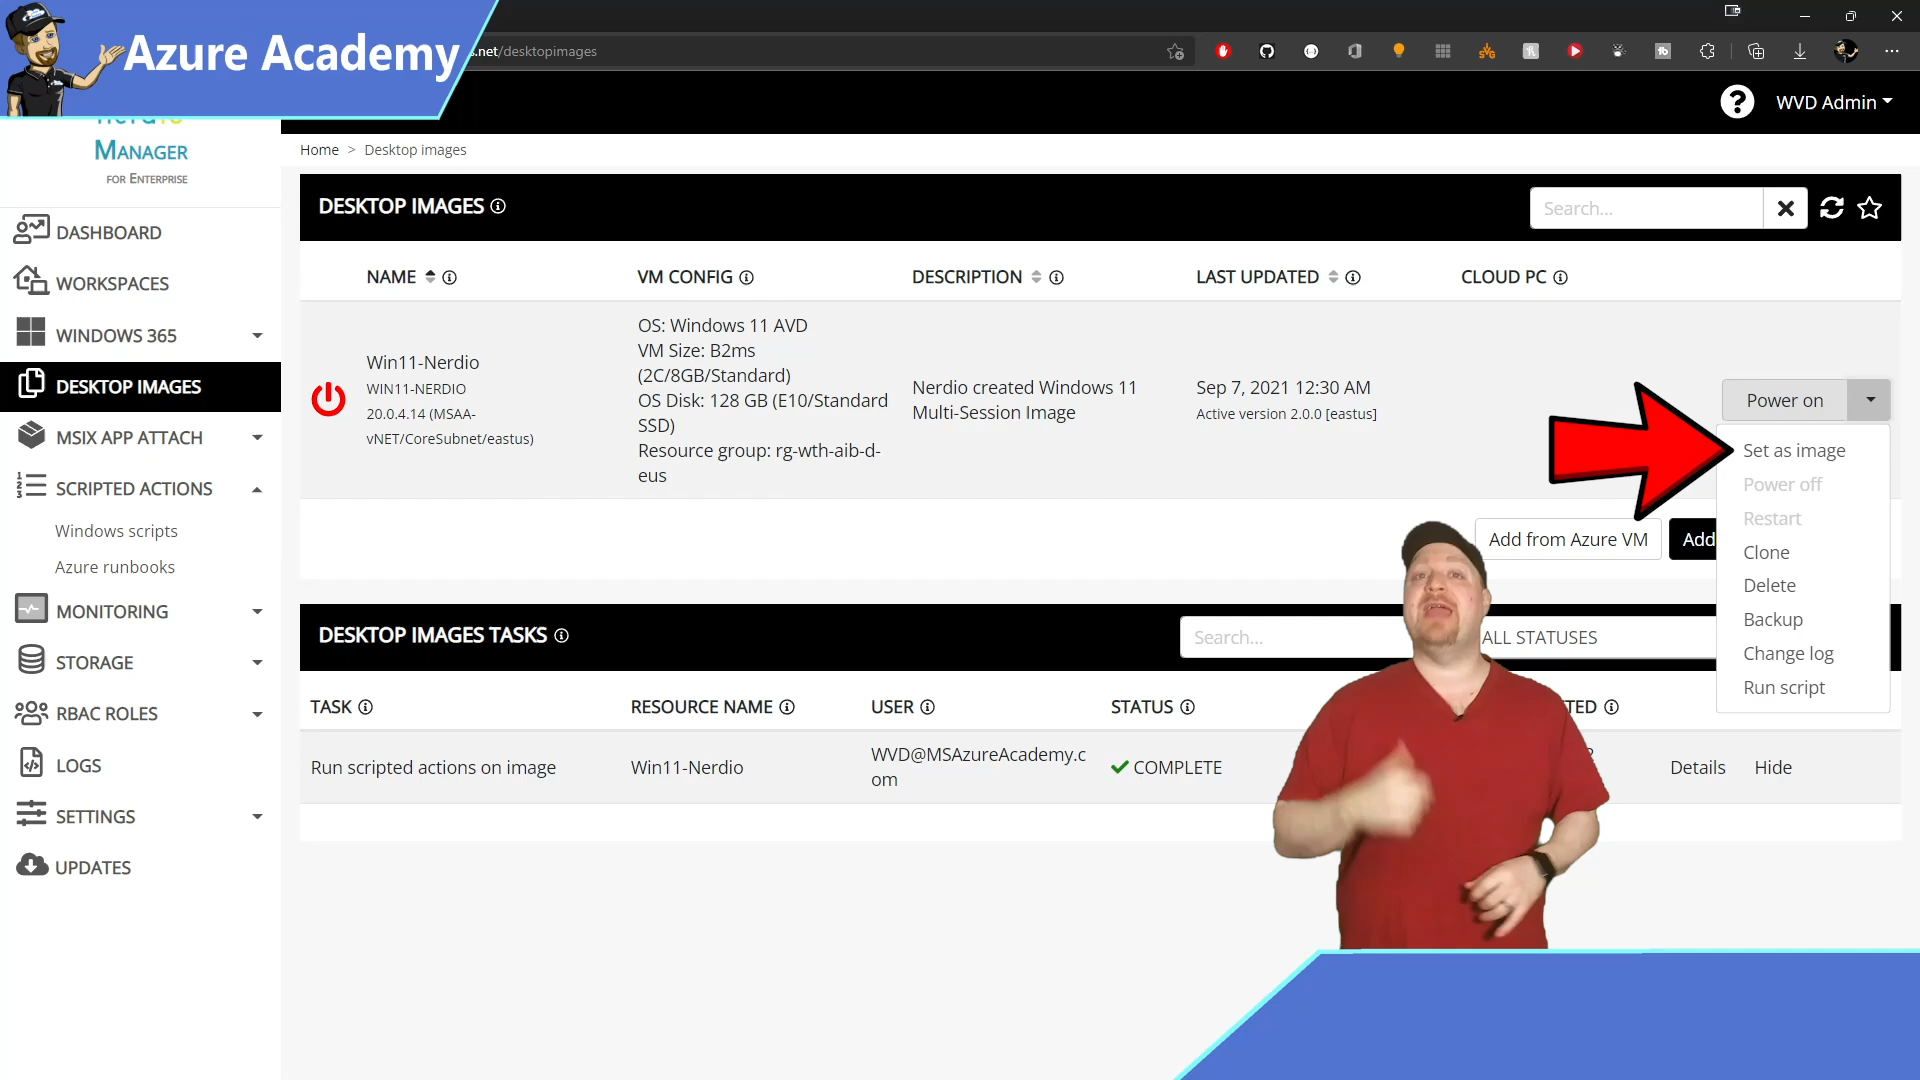 Azure Academy
.net/desktopimages
WVD Admin
MANAGER
FOR ENTERPRISE
Home > Desktop images
DESKTOP IMAGES
Search...
DASHBOARD
WORKSPACES
WINDOWS 365
DESKTOP IMAGES
MSIX APP ATTACH
SCRIPTED ACTIONS
Windows scripts
Azure runbooks
MONITORING
STORAGE
RBAC ROLES
LOGS
SETTINGS
UPDATES
NAME VM CONFIG DESCRIPTION LAST UPDATED CLOUD PC
Win11-Nerdio
WIN11-NERDIO
20.0.4.14 (MSAA-
vNET/CoreSubnet/eastus)
OS: Windows 11 AVD
VM Size: B2ms
(2C/8GB/Standard)
OS Disk: 128 GB (E10/Standard
SSD)
Resource group: rg-wth-aib-d-
eus
Nerdio created Windows 11
Multi-Session Image
Sep 7, 2021 12:30 AM
Active version 2.0.0 [eastus]
Power on
Set as image
Power off
Restart
Clone
Delete
Backup
Change log
Run script
Add from Azure VM
Add
DESKTOP IMAGES TASKS
Search...
ALL STATUSES
TASK RESOURCE NAME USER STATUS TED
Run scripted actions on image
Win11-Nerdio
WVD@MSAzureAcademy.c
om
COMPLETE
Details Hide